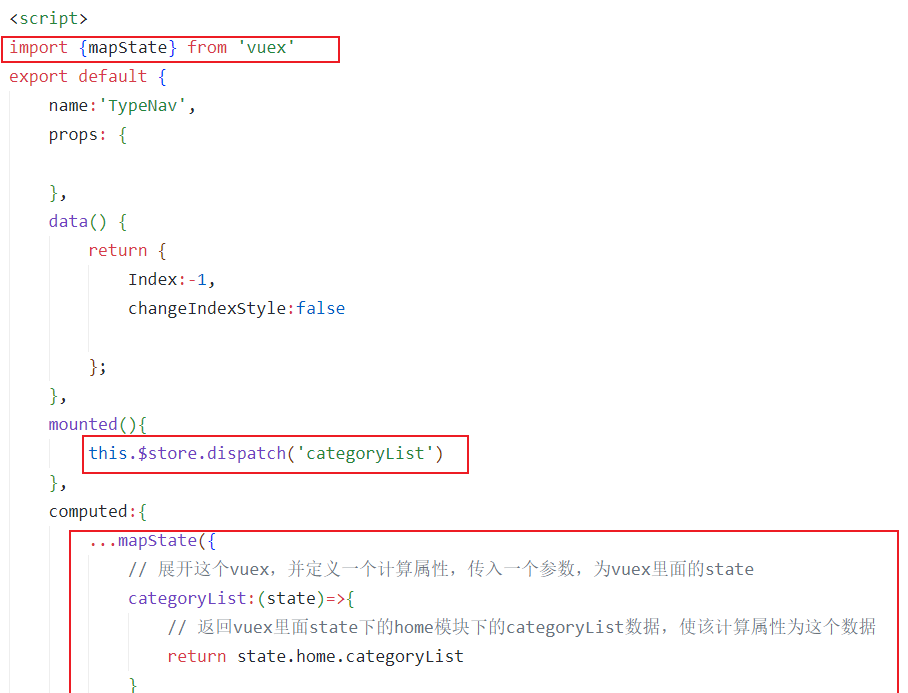 <script>
import {mapState} from 'vuex'
export default {
    name:'TypeNav',
    props: {

    },
    data() {
        return {
            Index:-1,
            changeIndexStyle:false

        };
    },
    mounted(){
        this.$store.dispatch('categoryList')
    },
    computed:{
        ...mapState({
            // 展开这个vuex，并定义一个计算属性，传入一个参数，为vuex里面的state
            categoryList:(state)=>{
                // 返回vuex里面state下的home模块下的categoryList数据，使该计算属性为这个数据
                return state.home.categoryList
            }